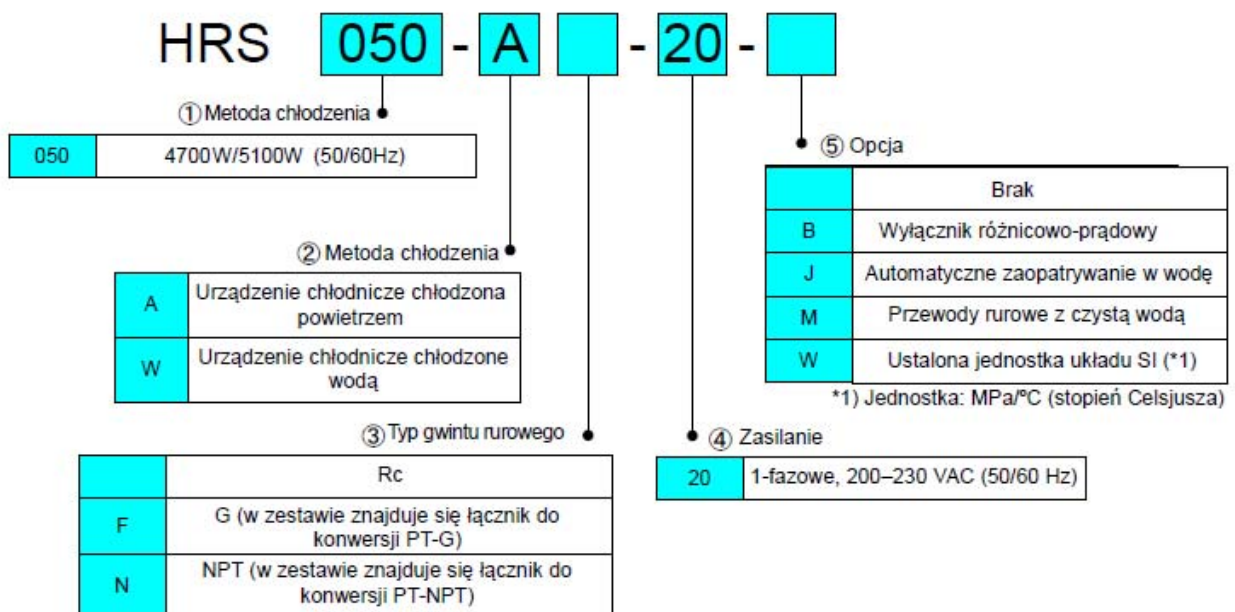 HRS 050 - A - 20 -
① Metoda chłodzenia
050 4700W/5100W (50/60Hz)
② Metoda chłodzenia
A Urządzenie chłodnicze chłodzona
powietrzem
W Urządzenie chłodnicze chłodzone
wodą
③ Typ gwintu rurowego
Rc
F G (w zestawie znajduje się łącznik do
konwersji PT-G)
N NPT (w zestawie znajduje się łącznik do
konwersji PT-NPT)
④ Zasilanie
20 1-fazowe, 200–230 VAC (50/60 Hz)
⑤ Opcja
Brak
B Wyłącznik różnicowo-prądowy
J Automatyczne zaopatrywanie w wodę
M Przewody rurowe z czystą wodą
W Ustalona jednostka układu SI (*1)
*1) Jednostka: MPa/ºC (stopień Celsjusza)